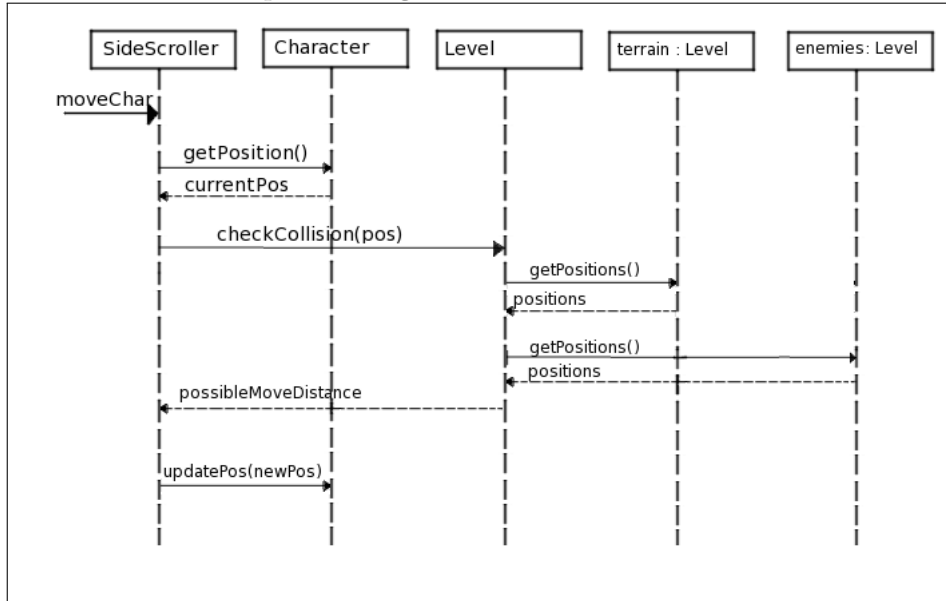 SideScroller
Character
Level
terrain : Level
enemies: Level
moveChar
getPosition()
currentPos
checkCollision(pos)
getPositions()
positions
getPositions()
positions
possibleMoveDistance
updatePos(newPos)